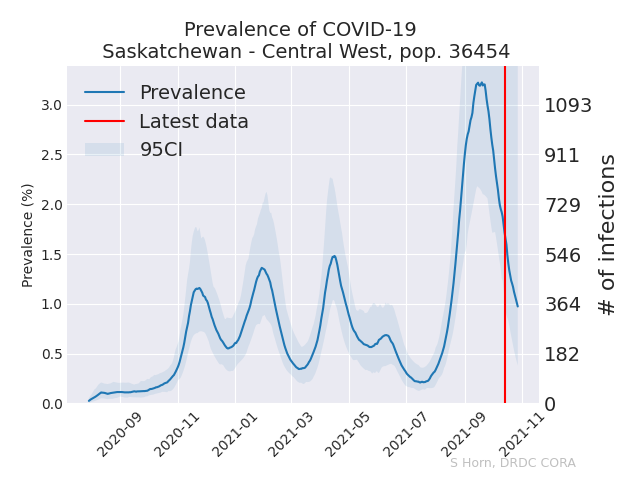 Prevalence of COVID-19
Saskatchewan - Central West, pop. 36454
Prevalence
Latest data
95CI
Prevalence (%)
3.0
2.5
2.0
1.5
1.0
0.5
0.0
1093
911
729
546
364
182
0
# of infections
2020-09
2020-11
2021-01
2021-03
2021-05
2021-07
2021-09
2021-11
S Horn, DRDC CORA